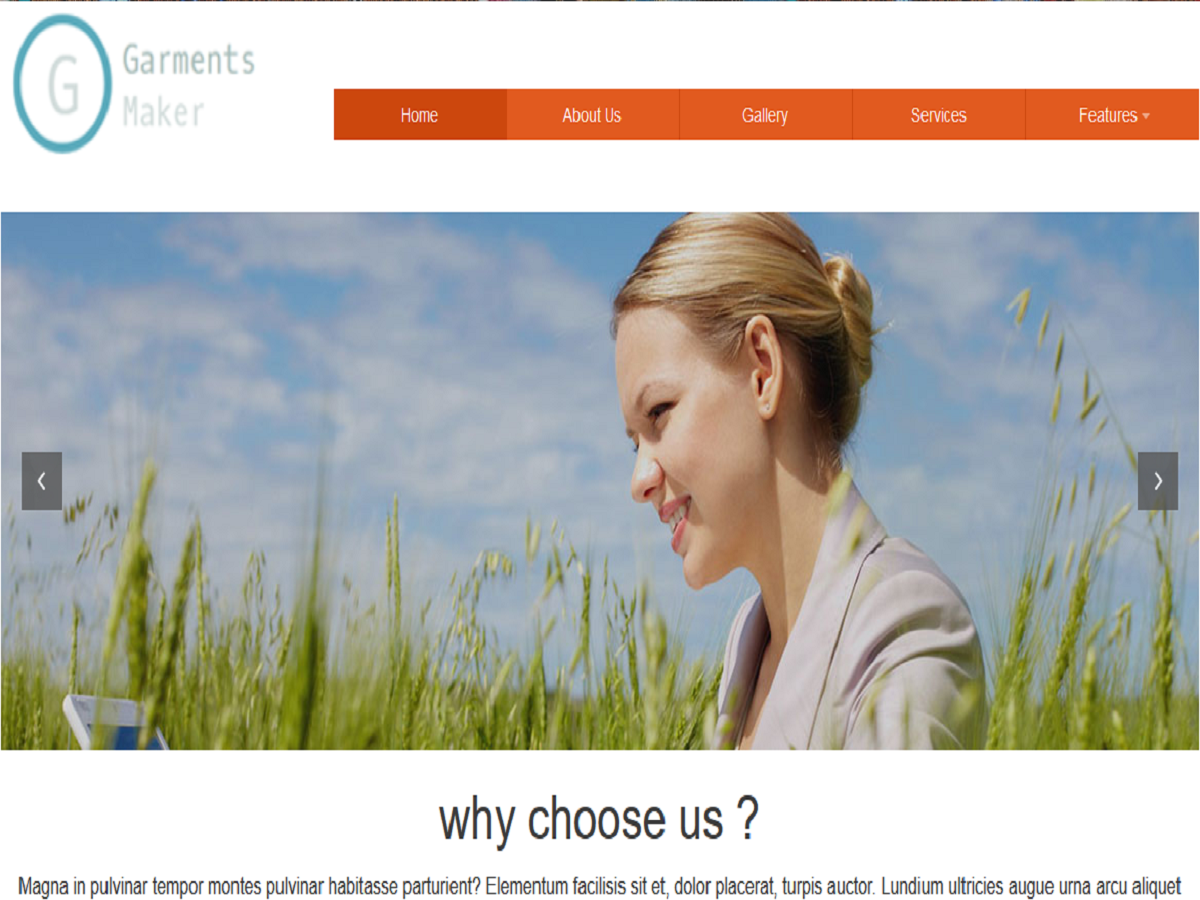 G
Garments
Maker
Home About Us Gallery Services Features
why choose us ?
Magna in pulvinar tempor montes pulvinar habitasse parturient? Elementum facilisis sit et, dolor placerat, turpis auctor. Lundium ultricies augue urna arcu aliquet